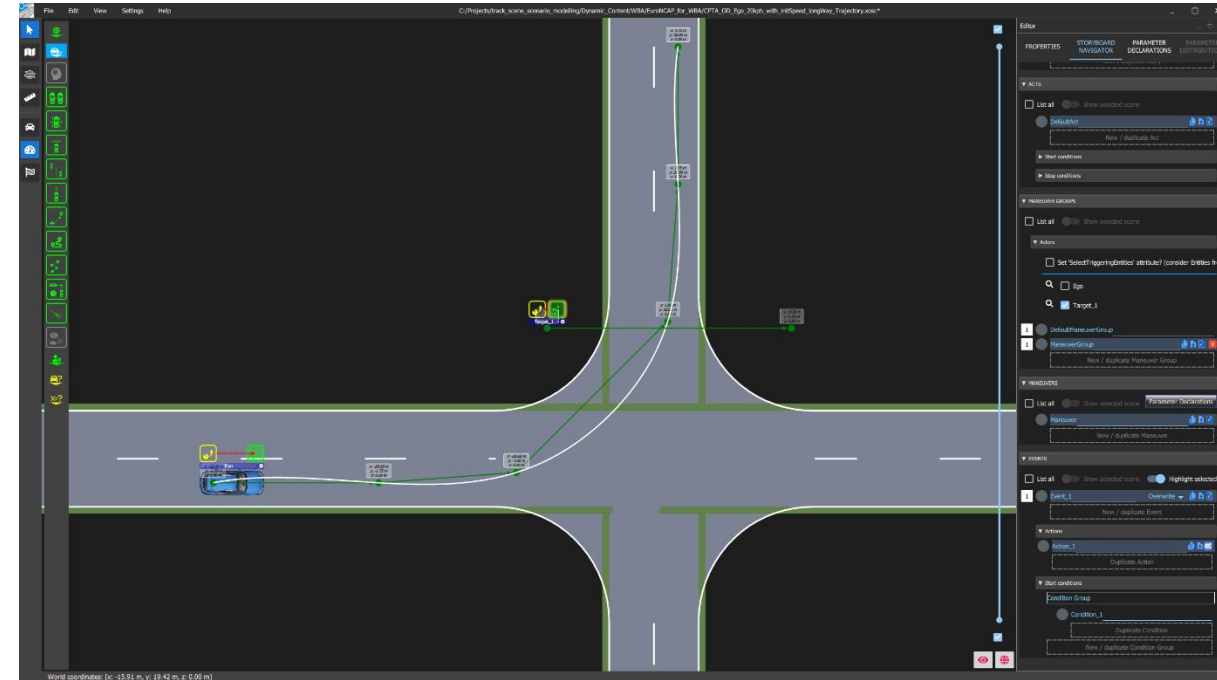 File Edit View Settings Help
C:/Projects/track_scene_scenario_modelling/Dynamic_Content/WBA/EuroNCAP_for_WBA/CPTA_OD_Ego_20kph_with_initSpeed_longWay_Trajectory.xosc*
Editor
PROPERTIES
STORYBOARD NAVIGATOR
PARAMETER DECLARATIONS
ACTS
List all Show selected scene
DefaultAct
New / duplicate Act
Start conditions
Stop conditions
MANEUVER GROUPS
List all Show selected scene
Actors
Set 'SelectTriggeringEntities' attribute? (consider Entities
Ego
Target_1
1 DefaultManeuverGroup
1 ManeuverGroup
New / duplicate Maneuver Group
MANEUVERS
List all Show selected scene Parameter Declarations
Maneuver
New / duplicate Maneuver
EVENTS
List all Show selected scene Highlight selected
1 Event_1 Overwrite
New / duplicate Event
Actions
Action_1
Duplicate Action
Start conditions
Condition Group
Condition_1
Duplicate Condition
New / duplicate Condition Group
Target_1
Ego
World coordinates: [x: -15.91 m, y: 19.42 m, z: 0.00 m]